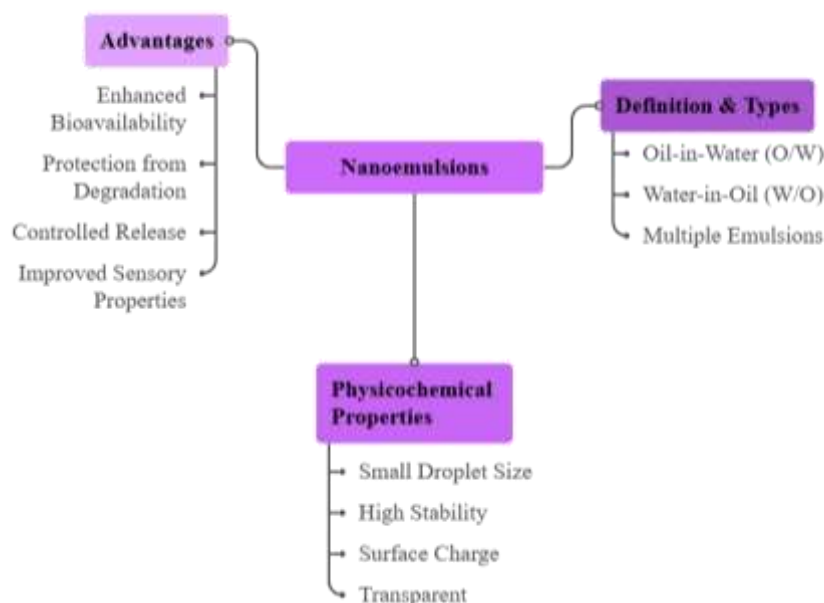 Advantages
Enhanced
Bioavailability
Protection from
Degradation
Controlled Release
Improved Sensory
Properties
Nanoemulsions
Definition & Types
Oil-in-Water (O/W)
Water-in-Oil (W/O)
Multiple Emulsions
Physicochemical
Properties
Small Droplet Size
High Stability
Surface Charge
Transparent